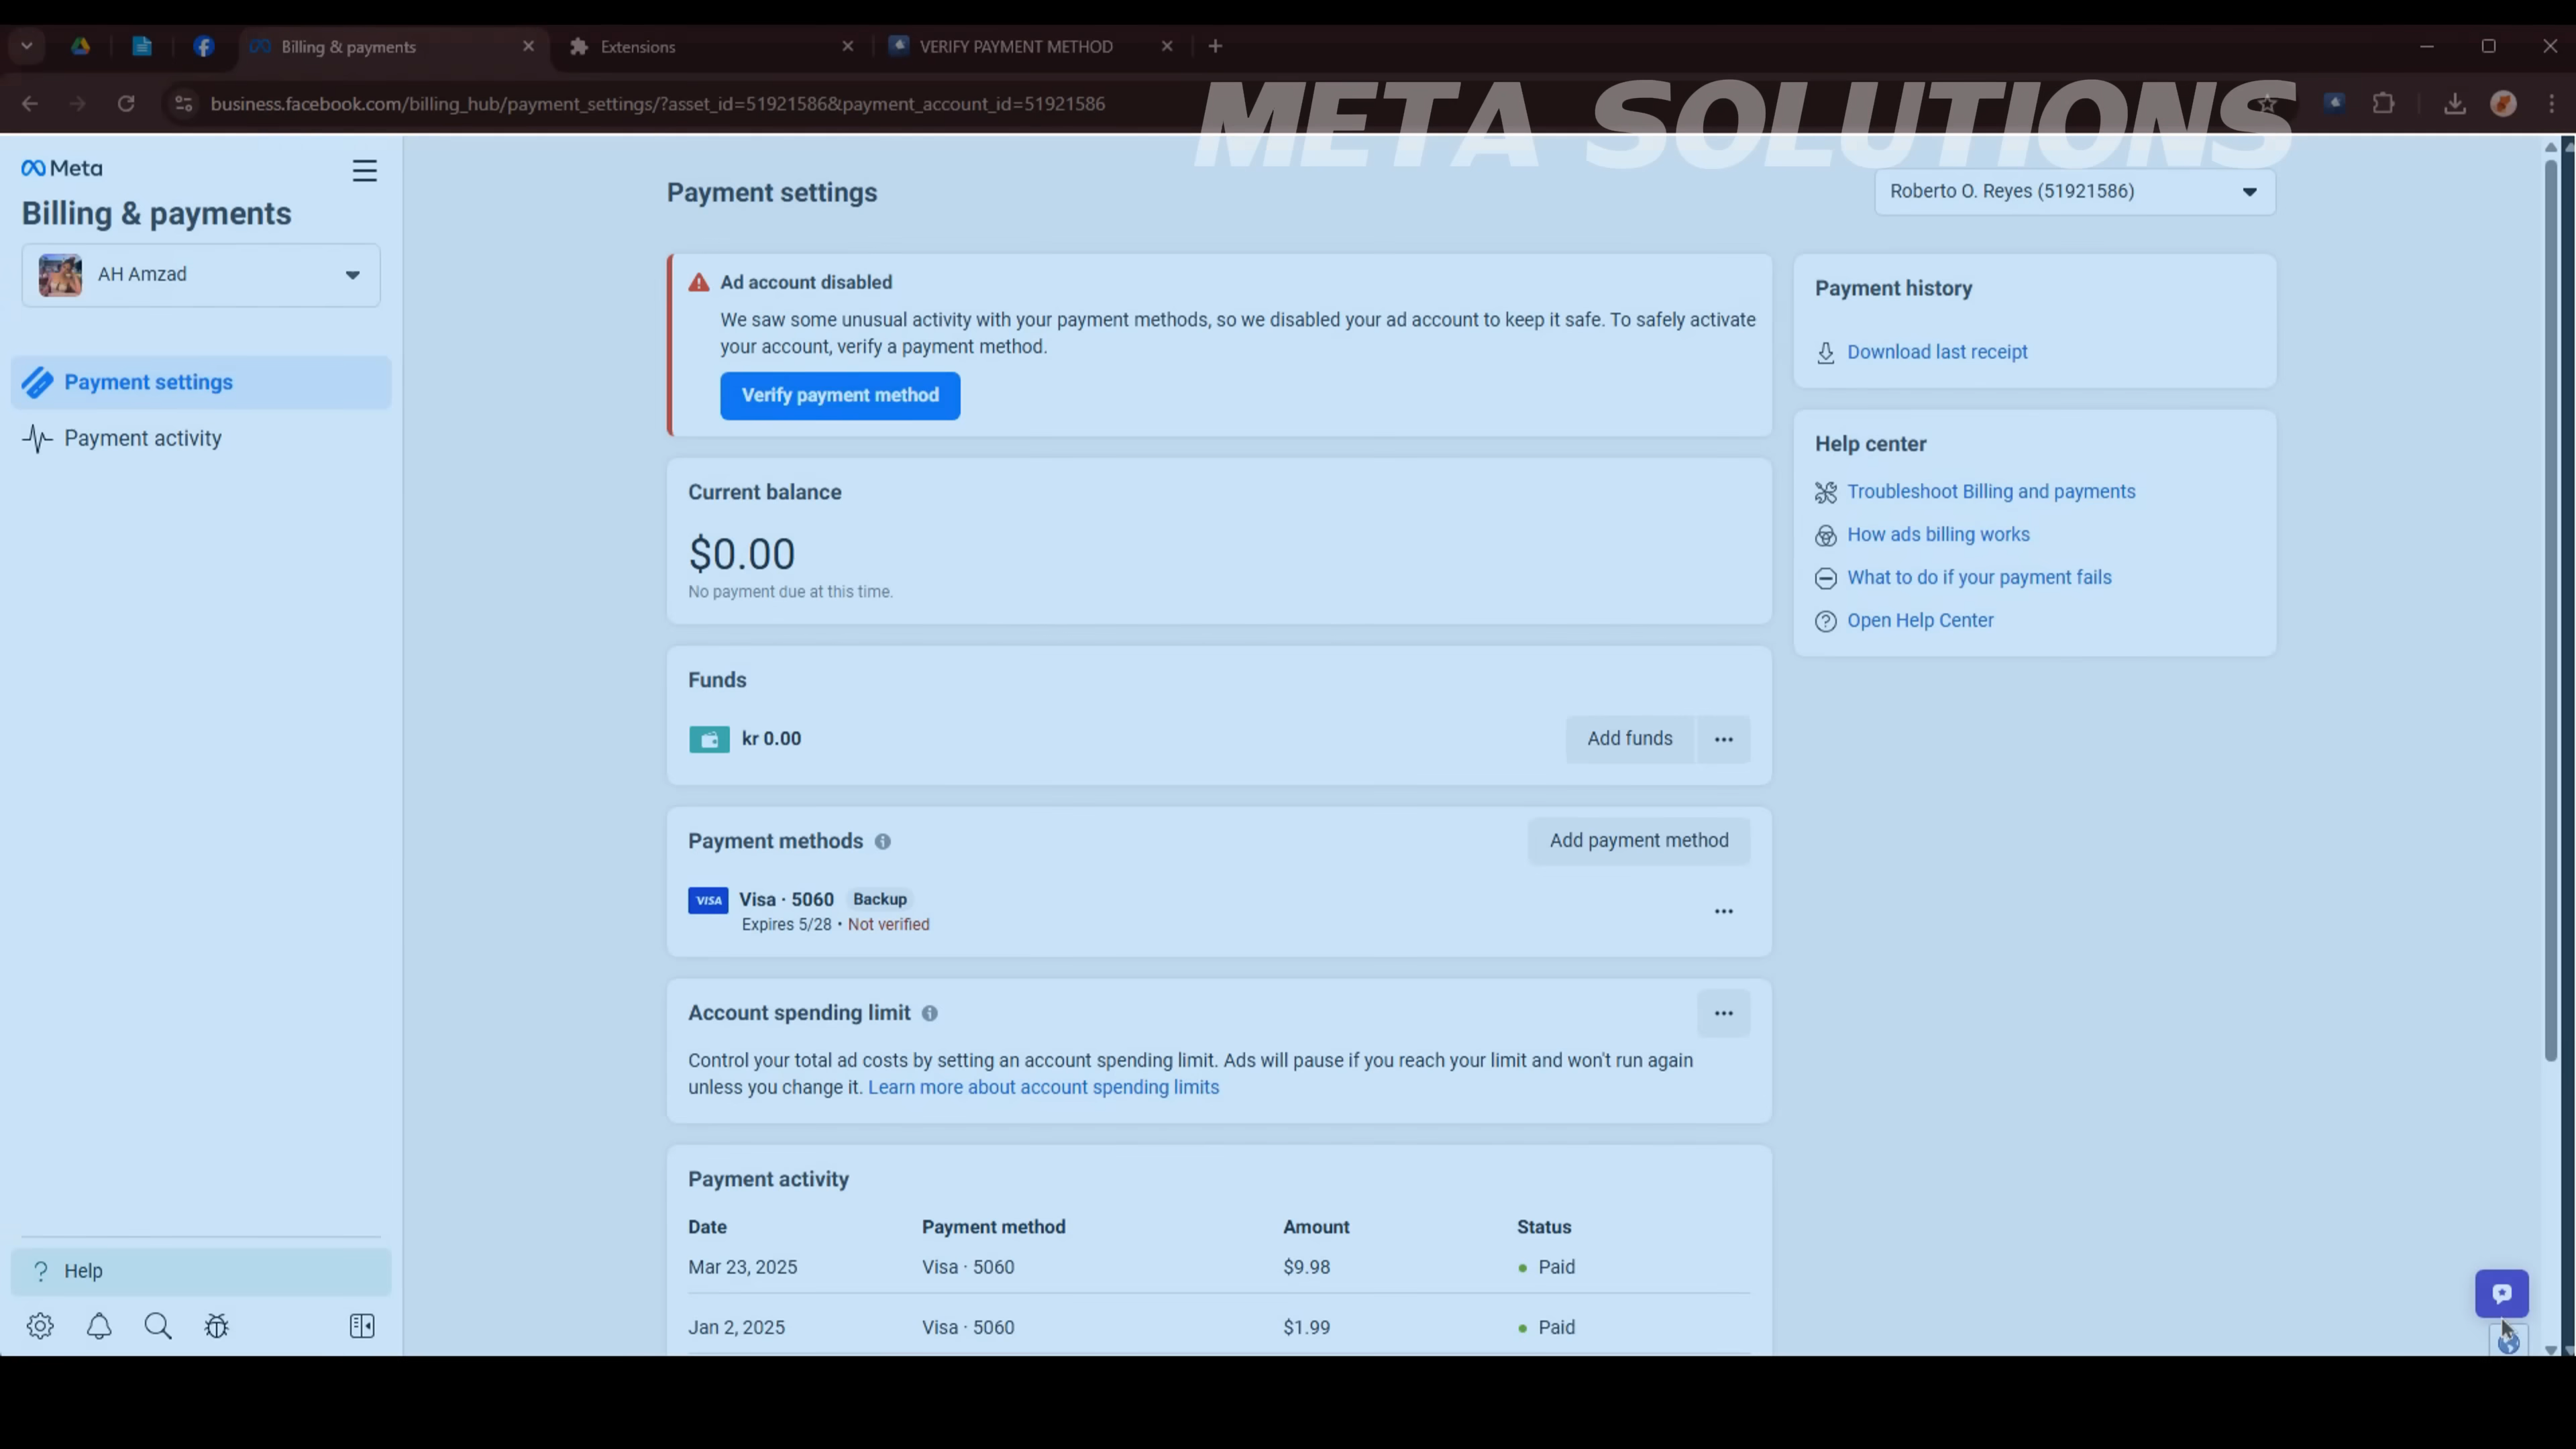 Billing & payments
Extensions
VERIFY PAYMENT METHOD
business.facebook.com/billing_hub/payment_settings/?asset_id=51921586&payment_account_id=51921586
META SOLUTIONS
Meta
Billing & payments
AH Amzad
Payment settings
Payment activity
Help
Payment settings
Roberto O. Reyes (51921586)
Ad account disabled
We saw some unusual activity with your payment methods, so we disabled your ad account to keep it safe. To safely activate
your account, verify a payment method.
Verify payment method
Current balance
$0.00
No payment due at this time.
Funds
kr 0.00
Add funds
Payment methods
Add payment method
VISA
Visa · 5060
Backup
Expires 5/28 • Not verified
Account spending limit
Control your total ad costs by setting an account spending limit. Ads will pause if you reach your limit and won't run again
unless you change it. Learn more about account spending limits
Payment activity
Date Payment method Amount Status
Mar 23, 2025 Visa · 5060 $9.98 Paid
Jan 2, 2025 Visa · 5060 $1.99 Paid
Payment history
Download last receipt
Help center
Troubleshoot Billing and payments
How ads billing works
What to do if your payment fails
Open Help Center